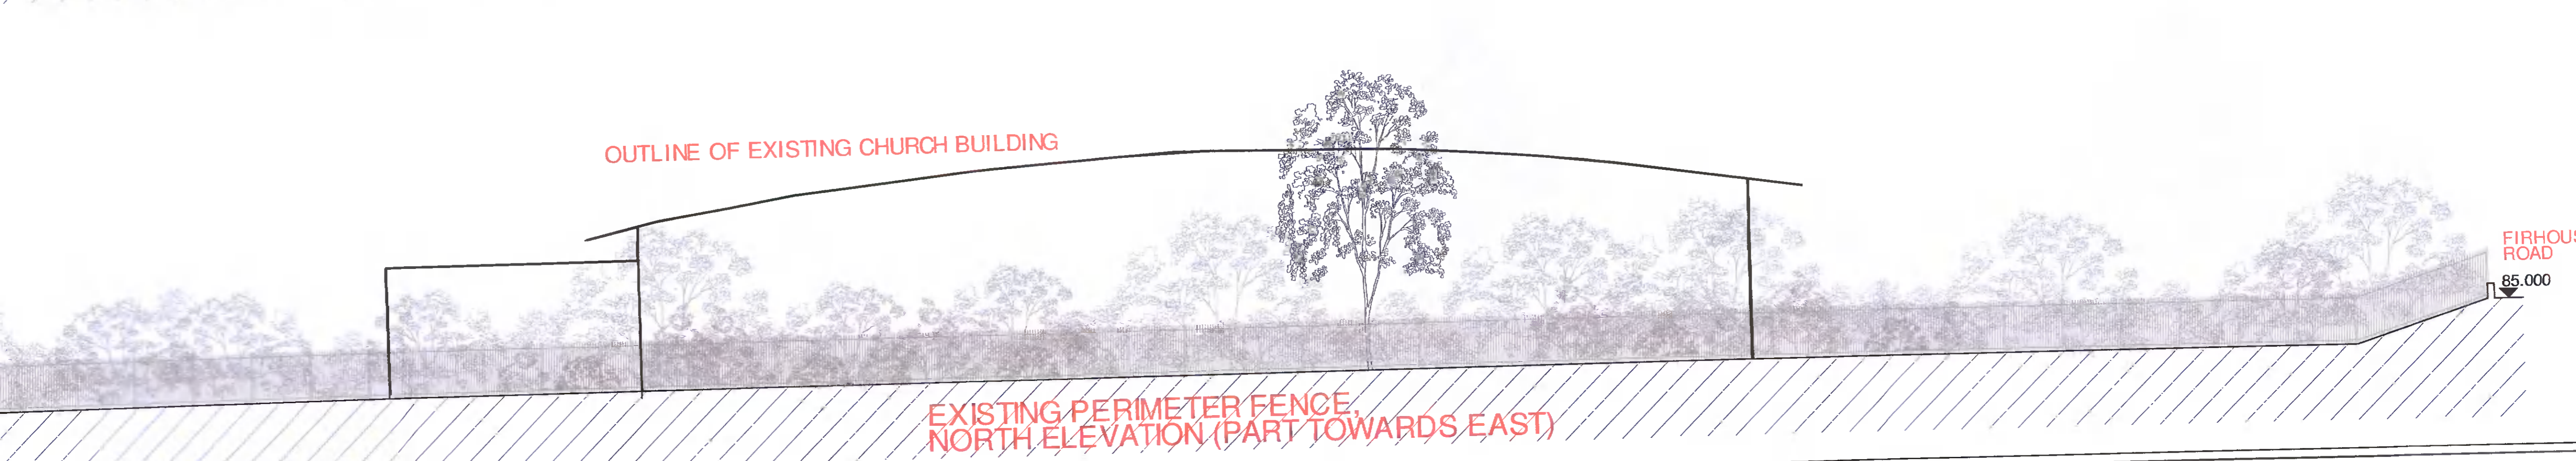 OUTLINE OF EXISTING CHURCH BUILDING
FIRHOUS
ROAD
85.000
EXISTING PERIMETER FENCE,
NORTH ELEVATION (PART TOWARDS EAST)